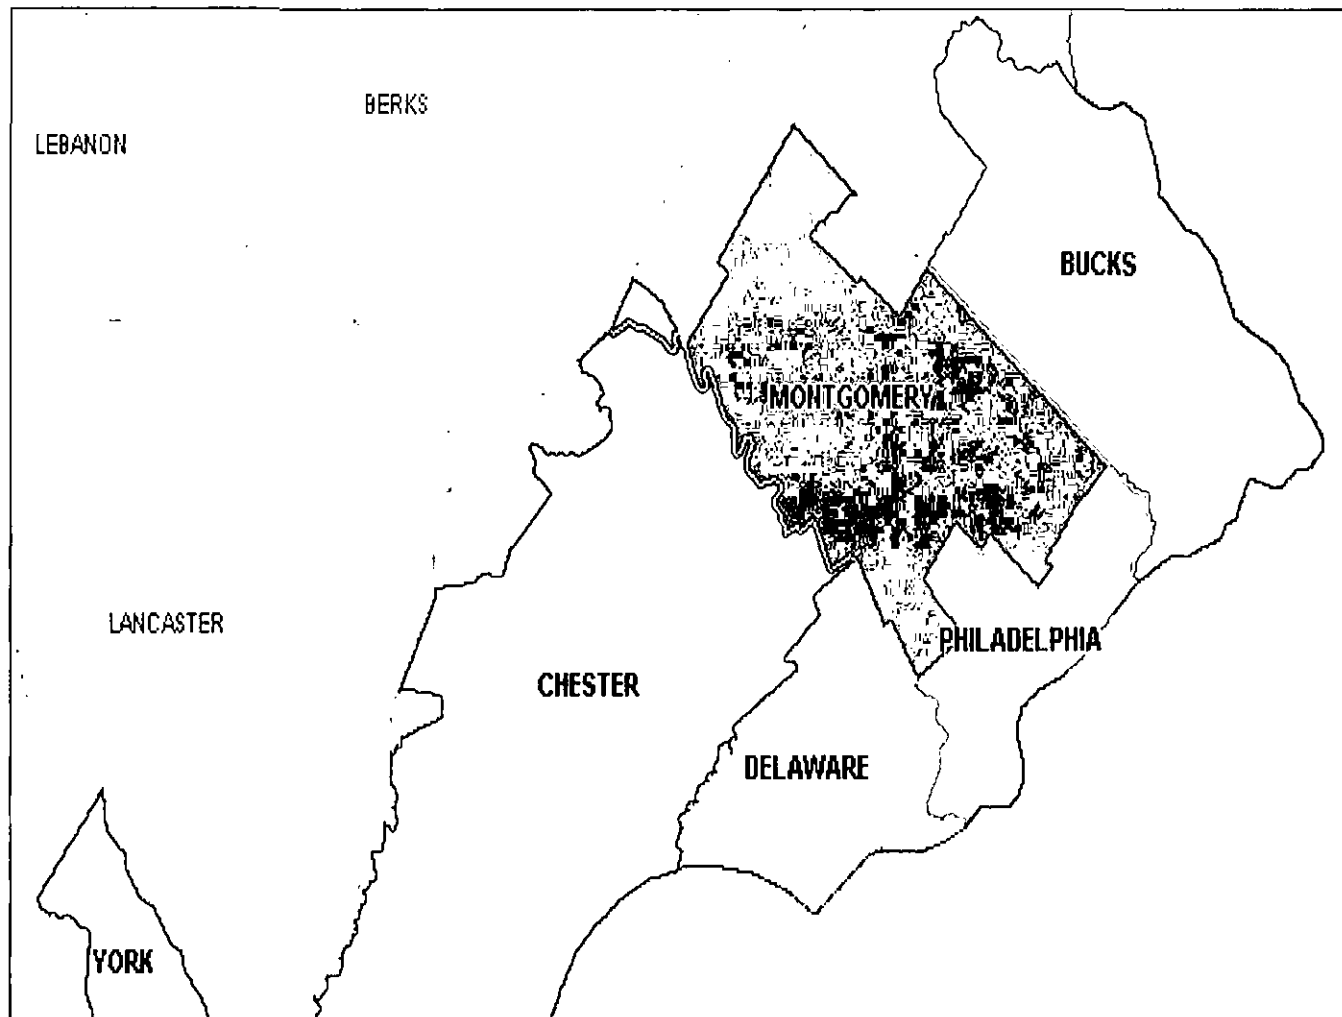 BERKS
LEBANON
BUCKS
MONTGOMERY
LANCASTER
PHILADELPHIA
CHESTER
DELAWARE
YORK